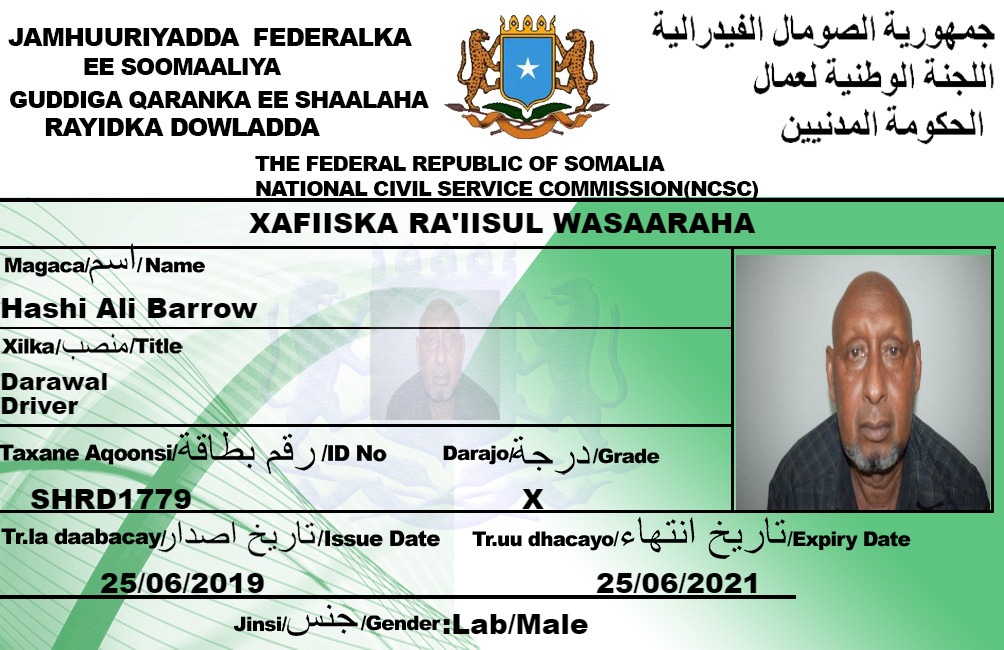 JAMHUURIYADDA FEDERALKA
EE SOOMAALIYA
GUDDIGA QARANKA EE SHAALAHA
RAYIDKA DOWLADDA
جمهورية الصومال الفيدرالية
اللجنة الوطنية لعمال
الحكومة المدنيين
THE FEDERAL REPUBLIC OF SOMALIA
NATIONAL CIVIL SERVICE COMMISSION(NCSC)
XAFIISKA RA'IISUL WASAARAHA
Magaca/اسم/Name
Hashi Ali Barrow
Xilka/منصب/Title
Darawal
Driver
Taxane Aqoonsi/رقم بطاقة/ID No
SHRD1779
Darajo/درجة/Grade
X
Tr.la daabacay/تاريخ اصدار/Issue Date
25/06/2019
Tr.uu dhacayo/تاريخ انتهاء/Expiry Date
25/06/2021
Jinsi/جنس/Gender:Lab/Male